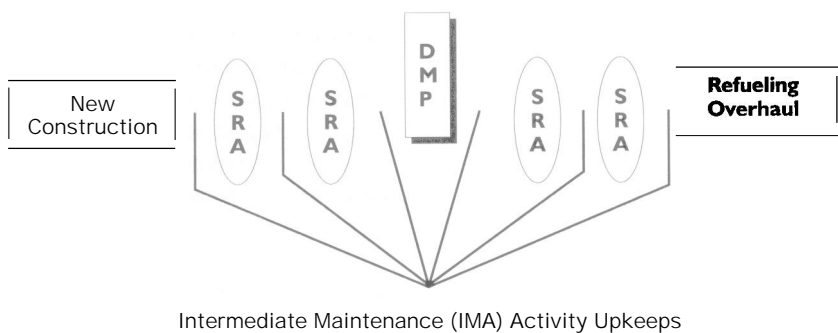 New
Construction
S
R
A
S
R
A
D
M
P
S
R
A
S
R
A
Refueling
Overhaul
Intermediate Maintenance (IMA) Activity Upkeeps